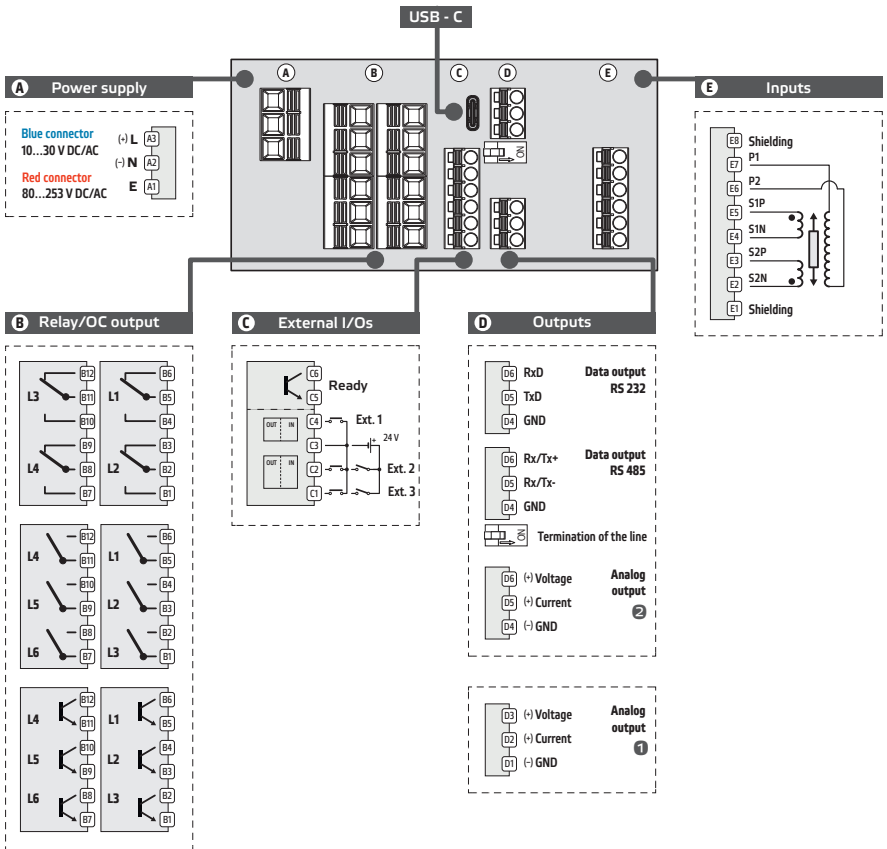 USB - C
A B C D E
A Power supply
Blue connector
10...30 V DC/AC
Red connector
80...253 V DC/AC
(+) L A3
(-) N A2
E A1
ON
E Inputs
E8 Shielding
E7 P1
E6 P2
E5 S1P
E4 S1N
E3 S2P
E2 S2N
E1 Shielding
B Relay/OC output
L3 B12 B11 B10
L1 B6 B5 B4
L4 B9 B8 B7
L2 B3 B2 B1
L4 B12 B11
L1 B6 B5
L5 B10 B9
L2 B4 B3
L6 B8 B7
L3 B2 B1
L4 B12 B11
L1 B6 B5
L5 B10 B9
L2 B4 B3
L6 B8 B7
L3 B2 B1
C External I/Os
C6
C5
Ready
OUT IN
C4 Ext. 1
C3 + 24 V
OUT IN
C2 Ext. 2
C1 Ext. 3
D Outputs
D6 RxD
D5 TxD
D4 GND
Data output
RS 232
D6 Rx/Tx+
D5 Rx/Tx-
D4 GND
Data output
RS 485
ON Termination of the line
D6 (+) Voltage
D5 (+) Current
D4 (-) GND
Analog
output
2
D3 (+) Voltage
D2 (+) Current
D1 (-) GND
Analog
output
1